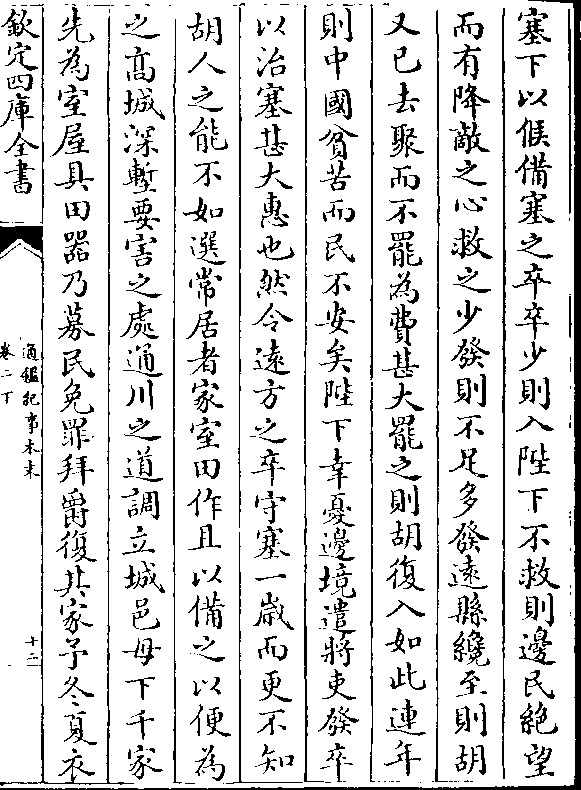 塞下以候備塞之卒卒少則入陛下不救則邊民絶望
而有降敵之心救之少發則不足多發逺縣纔至則胡
又已去聚而不罷為費甚大罷之則胡復入如此連年
則中國貧苦而民不安矣陛下幸憂邊境遣將吏發卒
以治塞甚大惠也然令逺方之卒守塞一嵗而更不知
胡人之能不如選常居者家室田作且以備之以便為
之髙城深塹要害之處通川之道調立城邑毋下千家
先為室屋具田器乃募民免罪拜爵復其家予冬夏衣
欽定四庫全書
通鑑紀事本末
卷二下
十二